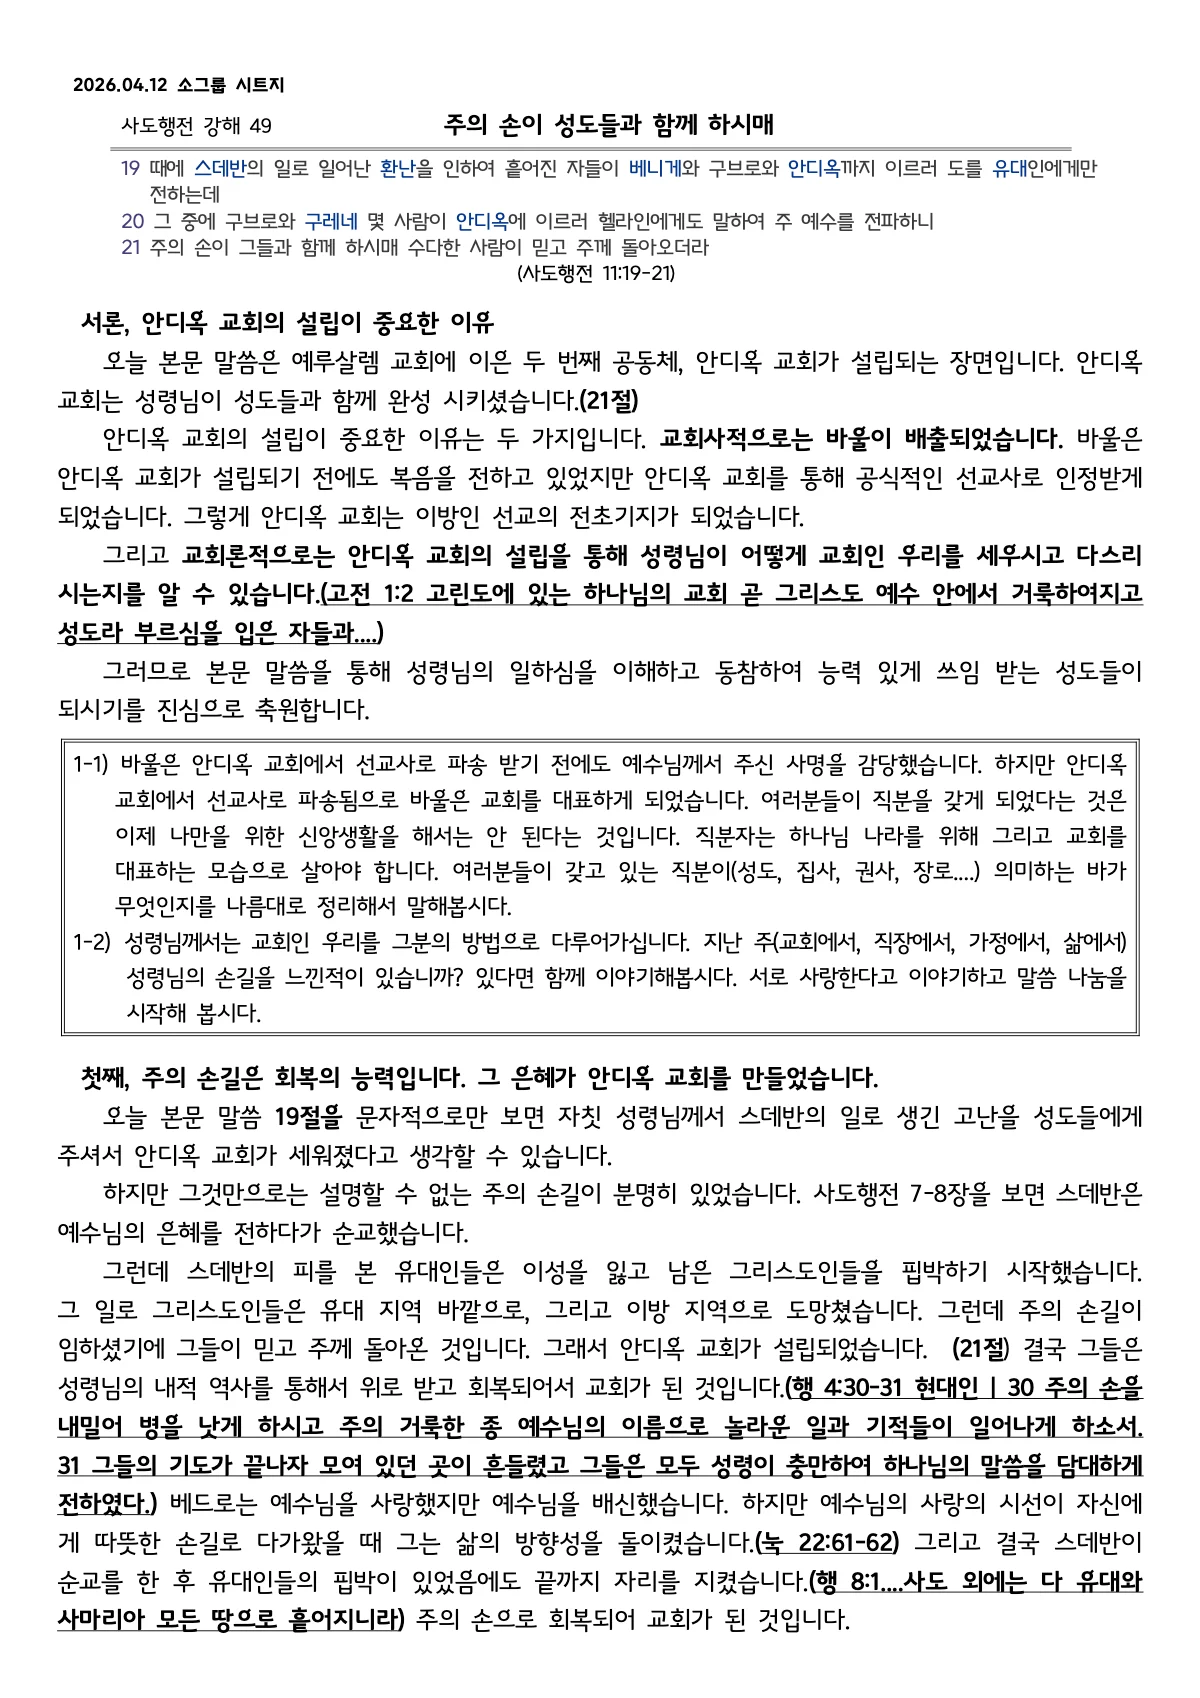 2026.04.12 소그룹 시트지
사도행전 강해 49 주의 손이 성도들과 함께 하시매
19 때에 스데반의 일로 일어난 환난을 인하여 흩어진 자들이 베니게와 구브로와 안디옥까지 이르러 도를 유대인에게만
전하는데
20 그 중에 구브로와 구레네 몇 사람이 안디옥에 이르러 헬라인에게도 말하여 주 예수를 전파하니
21 주의 손이 그들과 함께 하시매 수다한 사람이 믿고 주께 돌아오더라
(사도행전 11:19-21)
서론, 안디옥 교회의 설립이 중요한 이유
오늘 본문 말씀은 예루살렘 교회에 이은 두 번째 공동체, 안디옥 교회가 설립되는 장면입니다. 안디옥
교회는 성령님이 성도들과 함께 완성 시키셨습니다.(21절)
안디옥 교회의 설립이 중요한 이유는 두 가지입니다. 교회사적으로는 바울이 배출되었습니다. 바울은
안디옥 교회가 설립되기 전에도 복음을 전하고 있었지만 안디옥 교회를 통해 공식적인 선교사로 인정받게
되었습니다. 그렇게 안디옥 교회는 이방인 선교의 전초기지가 되었습니다.
그리고 교회론적으로는 안디옥 교회의 설립을 통해 성령님이 어떻게 교회인 우리를 세우시고 다스리
시는지를 알 수 있습니다.(고전 1:2 고린도에 있는 하나님의 교회 곧 그리스도 예수 안에서 거룩하여지고
성도라 부르심을 입은 자들과....)
그러므로 본문 말씀을 통해 성령님의 일하심을 이해하고 동참하여 능력 있게 쓰임 받는 성도들이
되시기를 진심으로 축원합니다.
1-1) 바울은 안디옥 교회에서 선교사로 파송 받기 전에도 예수님께서 주신 사명을 감당했습니다. 하지만 안디옥
교회에서 선교사로 파송됨으로 바울은 교회를 대표하게 되었습니다. 여러분들이 직분을 갖게 되었다는 것은
이제 나만을 위한 신앙생활을 해서는 안 된다는 것입니다. 직분자는 하나님 나라를 위해 그리고 교회를
대표하는 모습으로 살아야 합니다. 여러분들이 갖고 있는 직분이(성도, 집사, 권사, 장로....) 의미하는 바가
무엇인지를 나름대로 정리해서 말해봅시다.
1-2) 성령님께서는 교회인 우리를 그분의 방법으로 다루어가십니다. 지난 주(교회에서, 직장에서, 가정에서, 삶에서)
성령님의 손길을 느낀적이 있습니까? 있다면 함께 이야기해봅시다. 서로 사랑한다고 이야기하고 말씀 나눔을
시작해 봅시다.
첫째, 주의 손길은 회복의 능력입니다. 그 은혜가 안디옥 교회를 만들었습니다.
오늘 본문 말씀 19절을 문자적으로만 보면 자칫 성령님께서 스데반의 일로 생긴 고난을 성도들에게
주셔서 안디옥 교회가 세워졌다고 생각할 수 있습니다.
하지만 그것만으로는 설명할 수 없는 주의 손길이 분명히 있었습니다. 사도행전 7-8장을 보면 스데반은
예수님의 은혜를 전하다가 순교했습니다.
그런데 스데반의 피를 본 유대인들은 이성을 잃고 남은 그리스도인들을 핍박하기 시작했습니다.
그 일로 그리스도인들은 유대 지역 바깥으로, 그리고 이방 지역으로 도망쳤습니다. 그런데 주의 손길이
임하셨기에 그들이 믿고 주께 돌아온 것입니다. 그래서 안디옥 교회가 설립되었습니다. (21절) 결국 그들은
성령님의 내적 역사를 통해서 위로 받고 회복되어서 교회가 된 것입니다.(행 4:30-31 현대인 | 30 주의 손을
내밀어 병을 낫게 하시고 주의 거룩한 종 예수님의 이름으로 놀라운 일과 기적들이 일어나게 하소서.
31 그들의 기도가 끝나자 모여 있던 곳이 흔들렸고 그들은 모두 성령이 충만하여 하나님의 말씀을 담대하게
전하였다.) 베드로는 예수님을 사랑했지만 예수님을 배신했습니다. 하지만 예수님의 사랑의 시선이 자신에
게 따뜻한 손길로 다가왔을 때 그는 삶의 방향성을 돌이켰습니다.(눅 22:61-62) 그리고 결국 스데반이
순교를 한 후 유대인들의 핍박이 있었음에도 끝까지 자리를 지켰습니다.(행 8:1....사도 외에는 다 유대와
사마리아 모든 땅으로 흩어지니라) 주의 손으로 회복되어 교회가 된 것입니다.